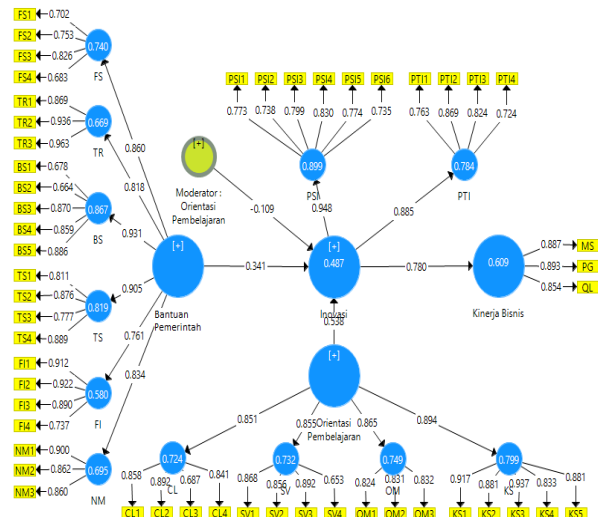 FS1
0.702
FS2
0.753
FS3
0.826
FS4
0.683
0.740
FS
TR1
0.869
TR2
0.936
TR3
0.963
0.669
TR
BS1
0.678
BS2
0.664
BS3
0.870
BS4
0.859
BS5
0.886
0.867
BS
TS1
0.811
TS2
0.876
TS3
0.777
TS4
0.889
0.819
TS
FI1
0.912
FI2
0.922
FI3
0.890
FI4
0.737
0.580
FI
NM1
0.900
NM2
0.862
NM3
0.860
0.695
NM
0.860
0.818
0.931
0.905
0.761
0.834
[+]
Bantuan
Pemerintah
[+]
Moderator :
Orientasi
Pembelajaran
-0.109
0.341
PSI1
PSI2
PSI3
PSI4
PSI5
PSI6
0.773
0.738
0.799
0.830
0.774
0.735
0.899
PSI
0.948
PTI1
PTI2
PTI3
PTI4
0.763
0.869
0.824
0.724
0.784
PTI
0.885
[+]
0.487
Inovasi
0.538
0.780
0.609
Kinerja Bisnis
0.887
MS
0.893
PG
0.854
QL
[+]
Orientasi
Pembelajaran
0.851
0.855
0.865
0.894
0.724
CL
0.858
0.892
0.687
0.841
CL1
CL2
CL3
CL4
0.732
SV
0.868
0.856
0.892
0.653
SV1
SV2
SV3
SV4
0.749
OM
0.824
0.831
0.832
OM1
OM2
OM3
0.799
KS
0.917
0.881
0.937
0.833
0.881
KS1
KS2
KS3
KS4
KS5